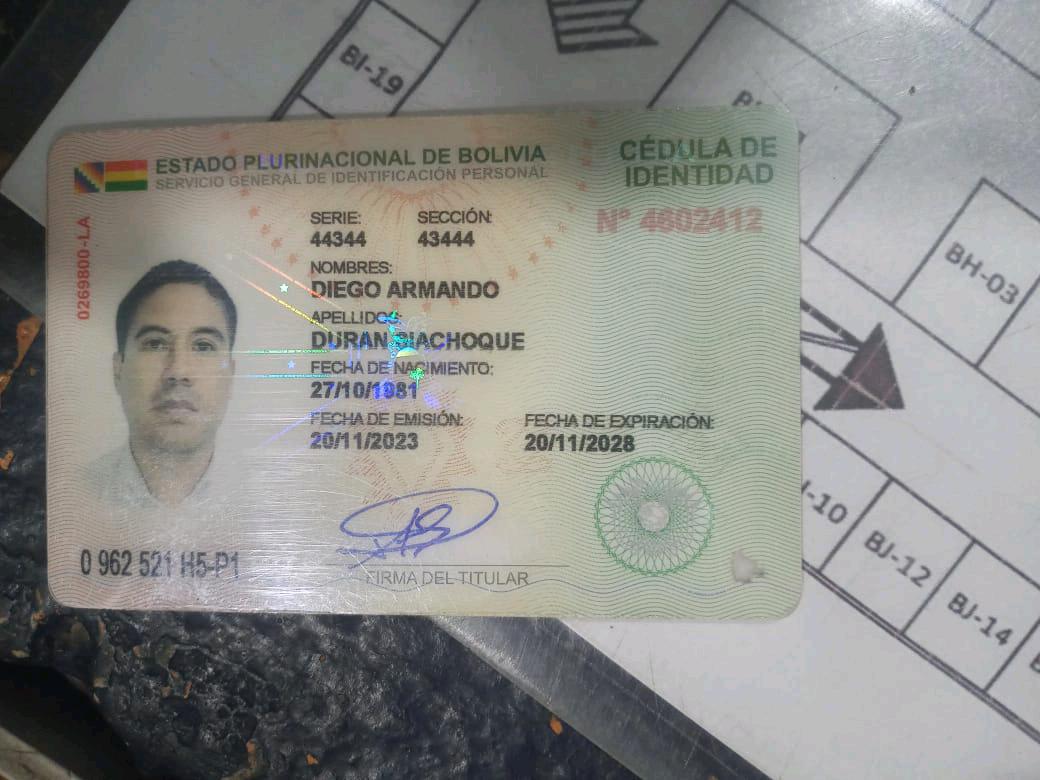 ESTADO PLURINACIONAL DE BOLIVIA
SERVICIO GENERAL DE IDENTIFICACIÓN PERSONAL
CÉDULA DE
IDENTIDAD
Nº 4602412
0269800-LA
SERIE: SECCIÓN:
44344 43444
NOMBRES:
DIEGO ARMANDO
APELLIDOS:
DURAN SIACHOQUE
FECHA DE NACIMIENTO:
27/10/1981
FECHA DE EMISIÓN: FECHA DE EXPIRACIÓN:
20/11/2023 20/11/2028
0 962 521 H5-P1
FIRMA DEL TITULAR
BI-19
BH-03
-10
BJ-12
BJ-14